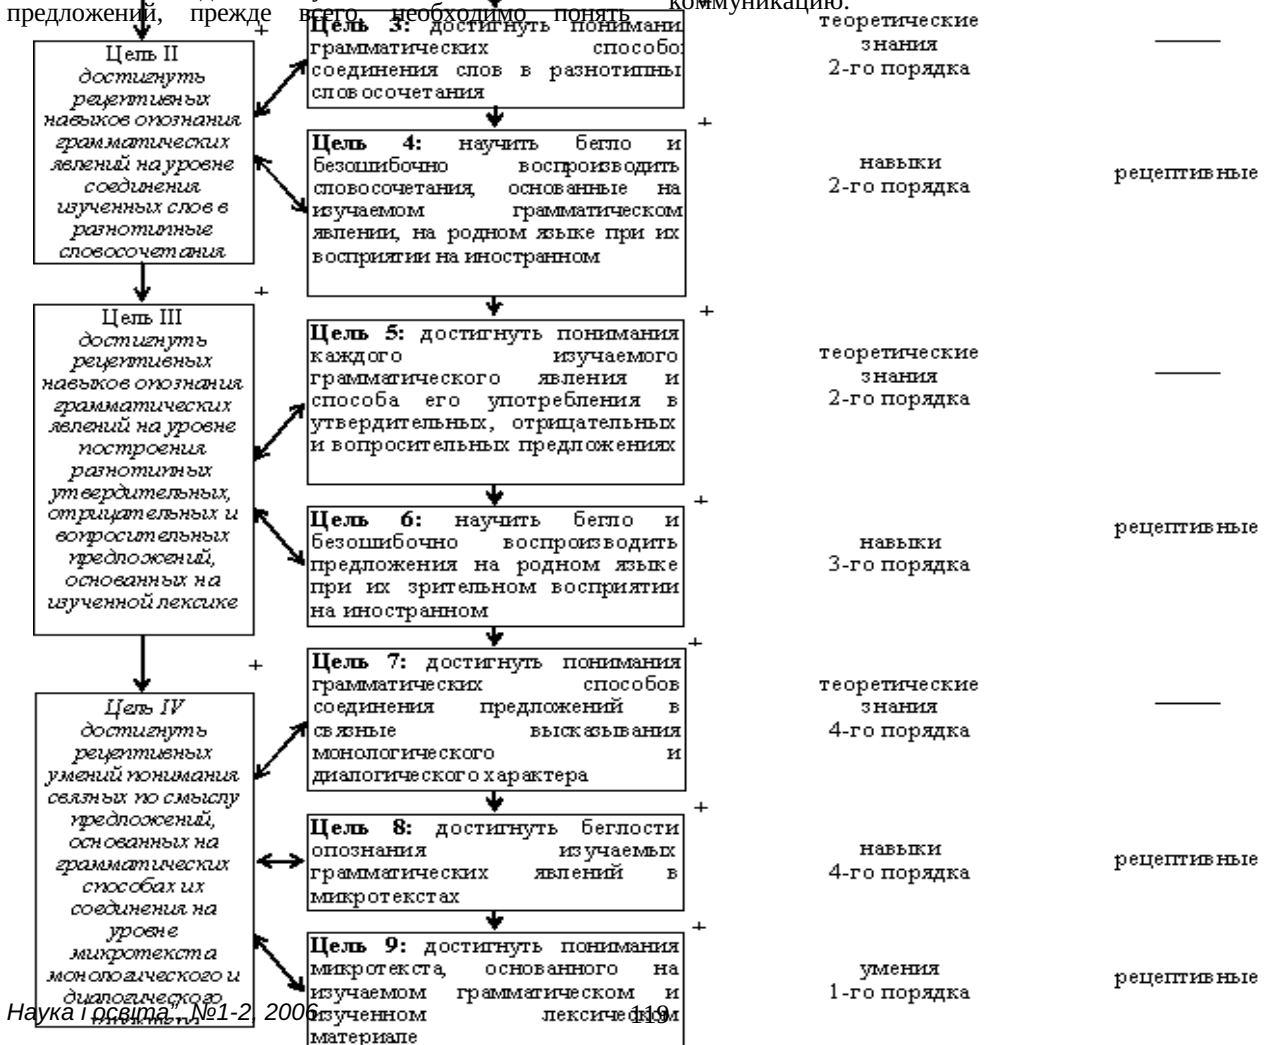 предложений, прежде всего необходимо понять
коммуникацию.
Цель II
достигнуть
рецептивных
навыков опознания
грамматических
явлений на уровне
соединения
изученных слов в
разнотипные
словосочетания
+
Цель 3: достигнуть понимани
грамматических способо
соединения слов в разнотипны
словосочетания
теоретические
знания
2-го порядка
+
Цель 4: научить бегло и
безошибочно воспроизводить
словосочетания, основанные на
изучаемом грамматическом
явлении, на родном языке при их
восприятии на иностранном
+
навыки
2-го порядка
рецептивные
Цель III
достигнуть
рецептивных
навыков опознания
грамматических
явлений на уровне
построения
разнотипных
утвердительных,
отрицательных и
вопросительных
предложений,
основанных на
изученной лексике
+
Цель 5: достигнуть понимания
каждого изучаемого
грамматического явления и
способа его употребления в
утвердительных, отрицательных
и вопросительных предложениях
+
теоретические
знания
2-го порядка
Цель 6: научить бегло и
безошибочно воспроизводить
предложения на родном языке
при их зрительном восприятии
на иностранном
+
навыки
3-го порядка
рецептивные
Цель IV
достигнуть
рецептивных
умений понимания
связных по смыслу
предложений,
основанных на
грамматических
способах их
соединения на
уровне
микротекста
монологического и
диалогического
+
Цель 7: достигнуть понимания
грамматических способов
соединения предложений в
связные высказывания
монологического и
диалогического характера
+
теоретические
знания
4-го порядка
Цель 8: достигнуть беглости
опознания изучаемых
грамматических явлений в
микротекстах
+
навыки
4-го порядка
рецептивные
Цель 9: достигнуть понимания
микротекста, основанного на
изучаемом грамматическом и
изученном лексическом
материале
+
умения
1-го порядка
рецептивные
Наука і освіта", №1-2, 2006
119